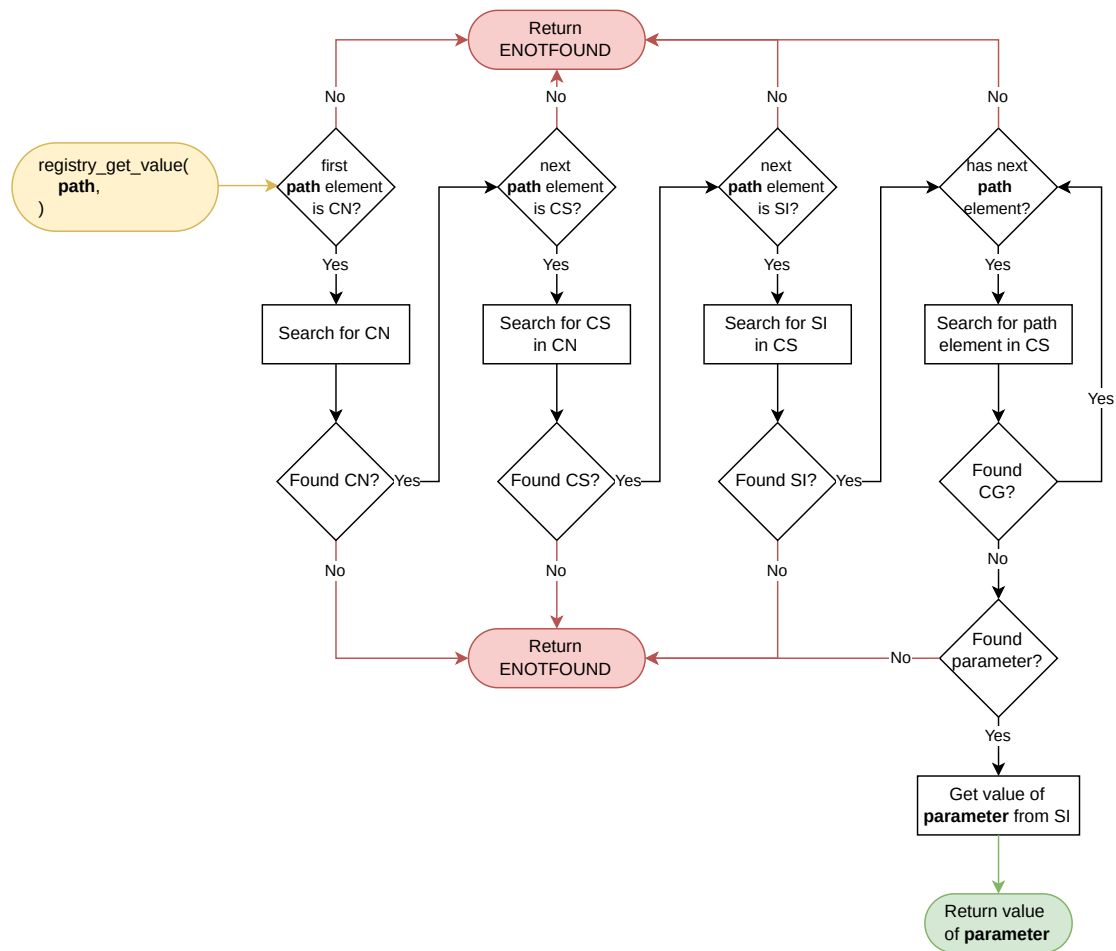 Return
ENOTFOUND
No
No
No
No
registry_get_value(
path,
)
first
path element
is CN?
next
path element
is CS?
next
path element
is SI?
has next
path
element?
Yes
Yes
Yes
Yes
Search for CN
Search for CS
in CN
Search for SI
in CS
Search for path
element in CS
Yes
Found CN?
Yes
Found CS?
Yes
Found SI?
Yes
Found
CG?
No
No
No
No
Return
ENOTFOUND
No
Found
parameter?
Yes
Get value of
parameter from SI
Return value
of parameter